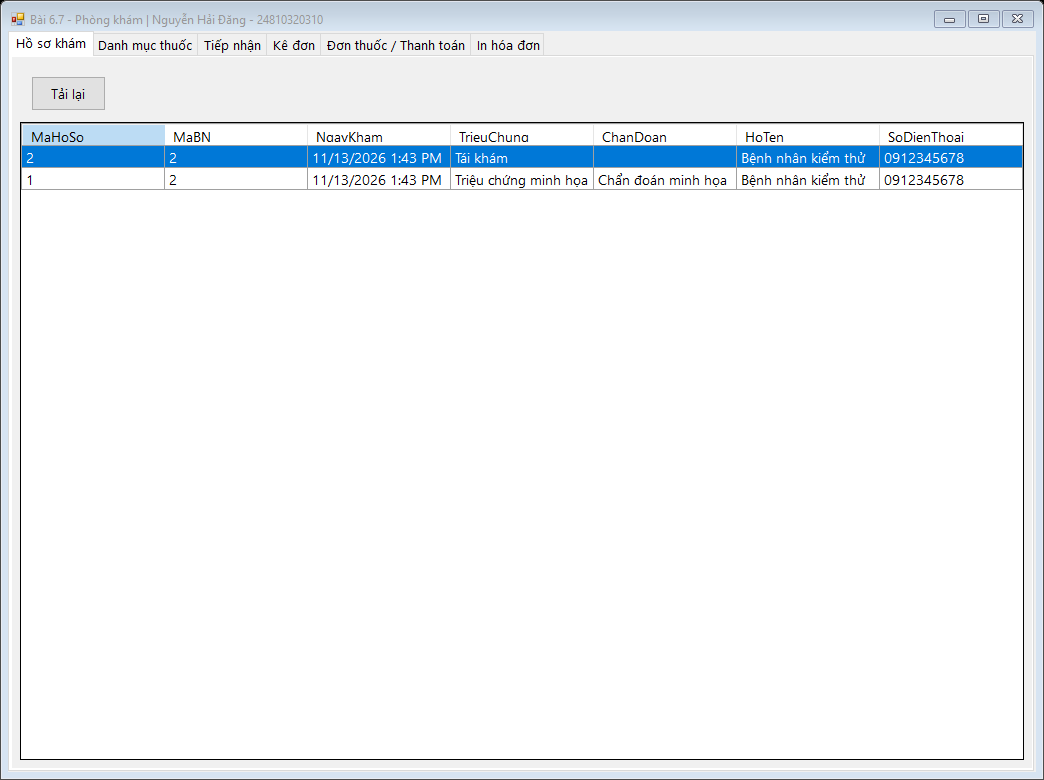 Bài 6.7 - Phòng khám | Nguyễn Hải Đăng - 24810320310
Hồ sơ khám Danh mục thuốc Tiếp nhận Kê đơn Đơn thuốc / Thanh toán In hóa đơn
Tải lại
MaHoSo MaBN NgayKham TrieuChung ChanDoan HoTen SoDienThoai
2 2 11/13/2026 1:43 PM Tái khám Bệnh nhân kiểm thử 0912345678
1 2 11/13/2026 1:43 PM Triệu chứng minh họa Chẩn đoán minh họa Bệnh nhân kiểm thử 0912345678